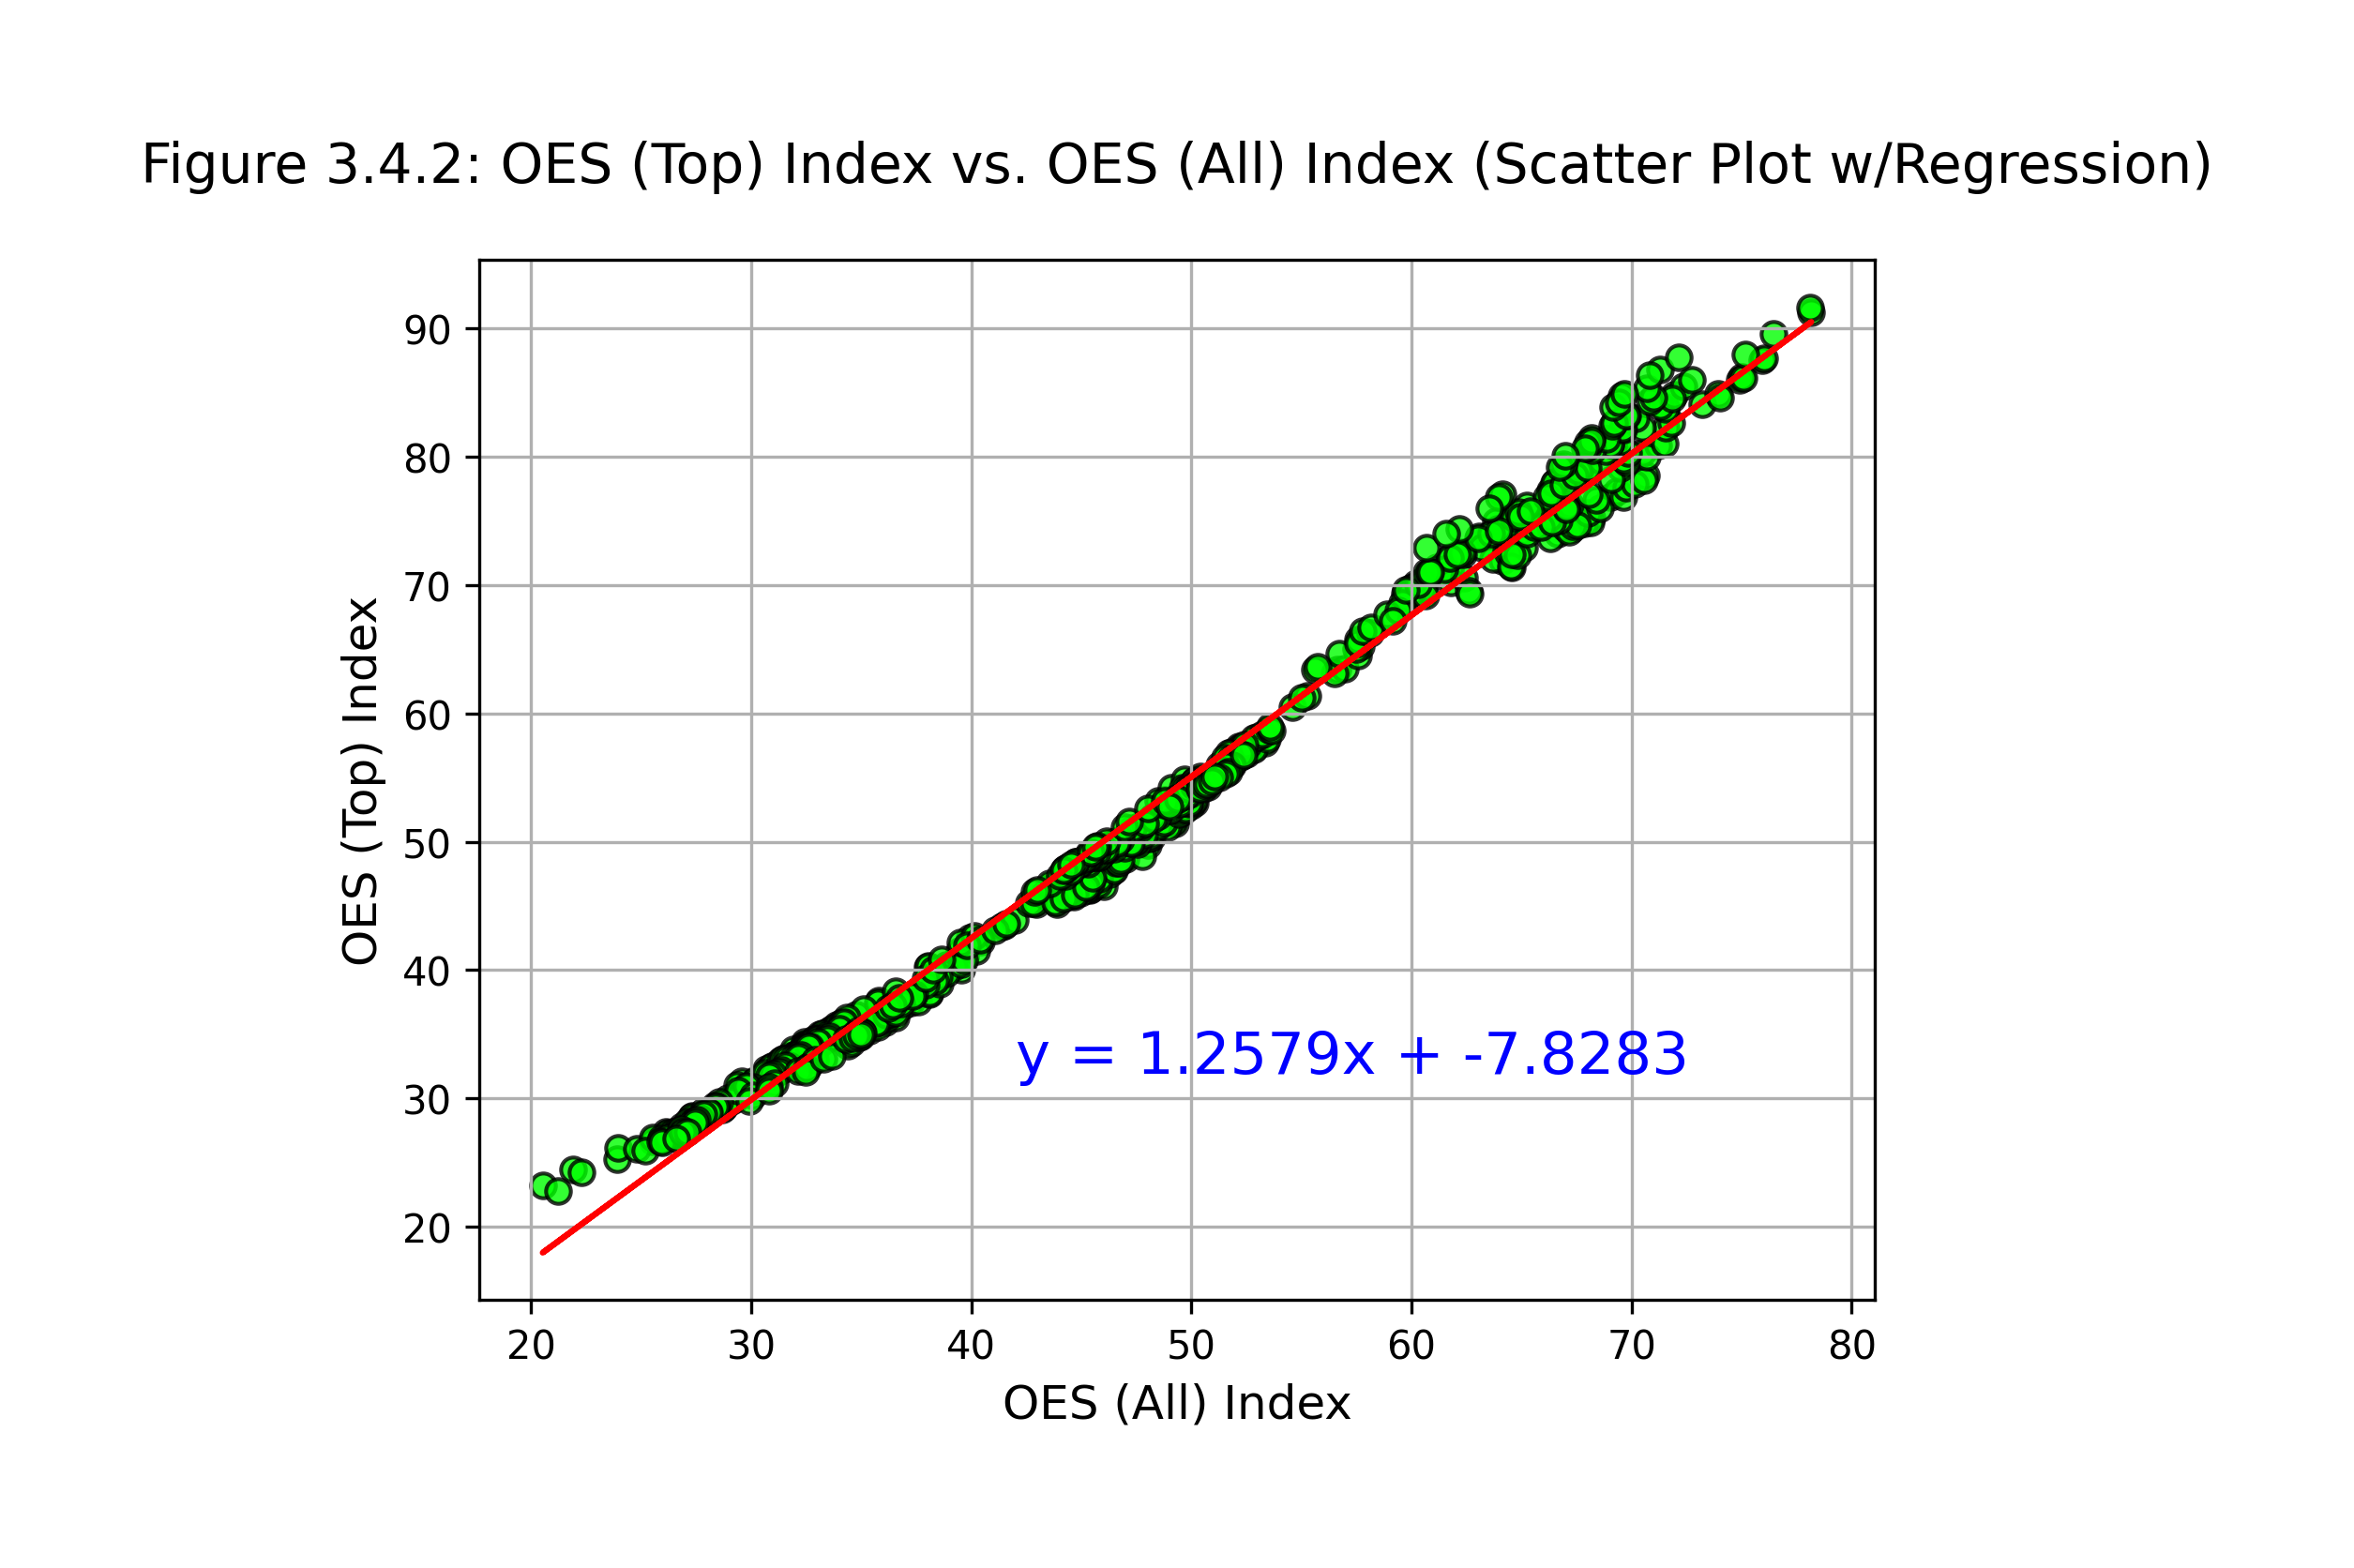 Figure 3.4.2: OES (Top) Index vs. OES (All) Index (Scatter Plot w/Regression)
90
80
70
60
50
40
30
20
OES (Top) Index
y = 1.2579x + -7.8283
20 30 40 50 60 70 80
OES (All) Index